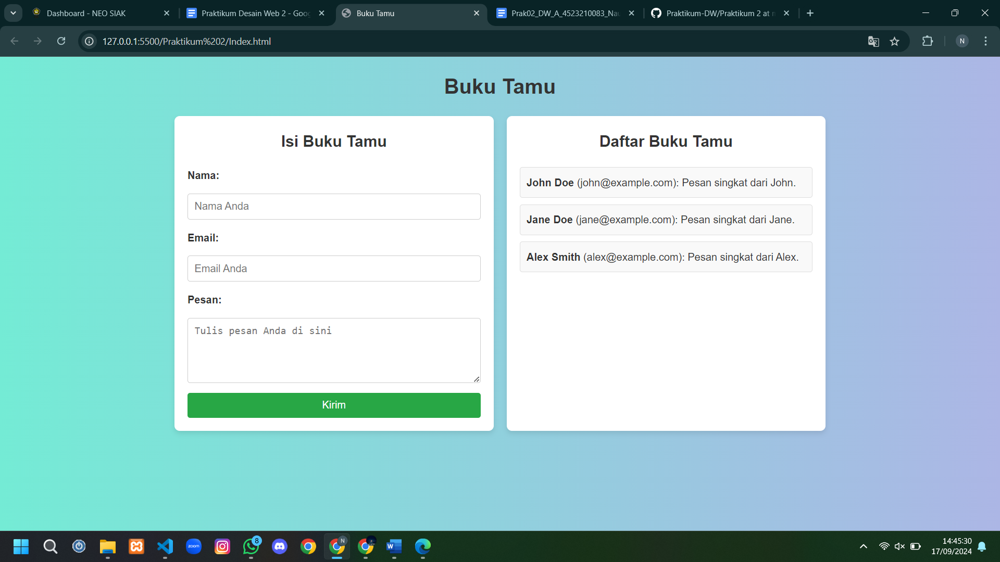 Dashboard - NEO SIAK
Praktikum Desain Web 2 - Goog
Buku Tamu
Prak02_DW_A_4523210083_Nau
Praktikum-DW/Praktikum 2 at m
127.0.0.1:5500/Praktikum%202/Index.html
N
Buku Tamu
Isi Buku Tamu
Nama:
Nama Anda
Email:
Email Anda
Pesan:
Tulis pesan Anda di sini
Kirim
Daftar Buku Tamu
John Doe (john@example.com): Pesan singkat dari John.
Jane Doe (jane@example.com): Pesan singkat dari Jane.
Alex Smith (alex@example.com): Pesan singkat dari Alex.
zoom
8
N
W
14:45:30
17/09/2024